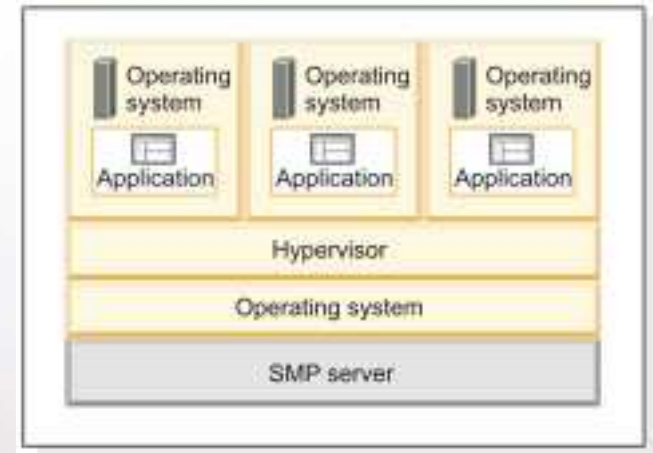 Operating
system
Application
Operating
system
Application
Operating
system
Application
Hypervisor
Operating system
SMP server